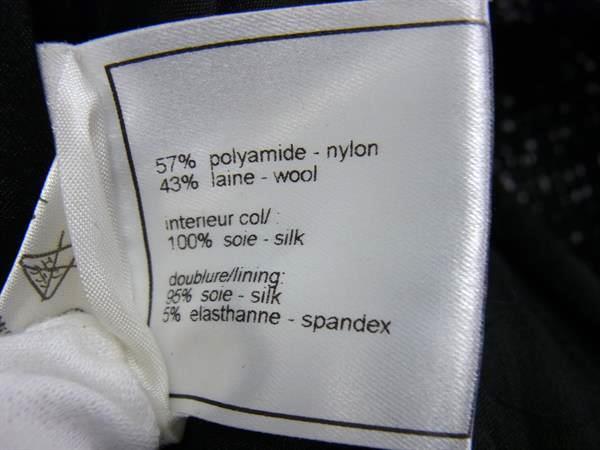 57% polyamide - nylon
43% laine - wool
interieur col/ :
100% soie - silk
doublure/lining:
95% soie - silk
5% elasthanne - spandex